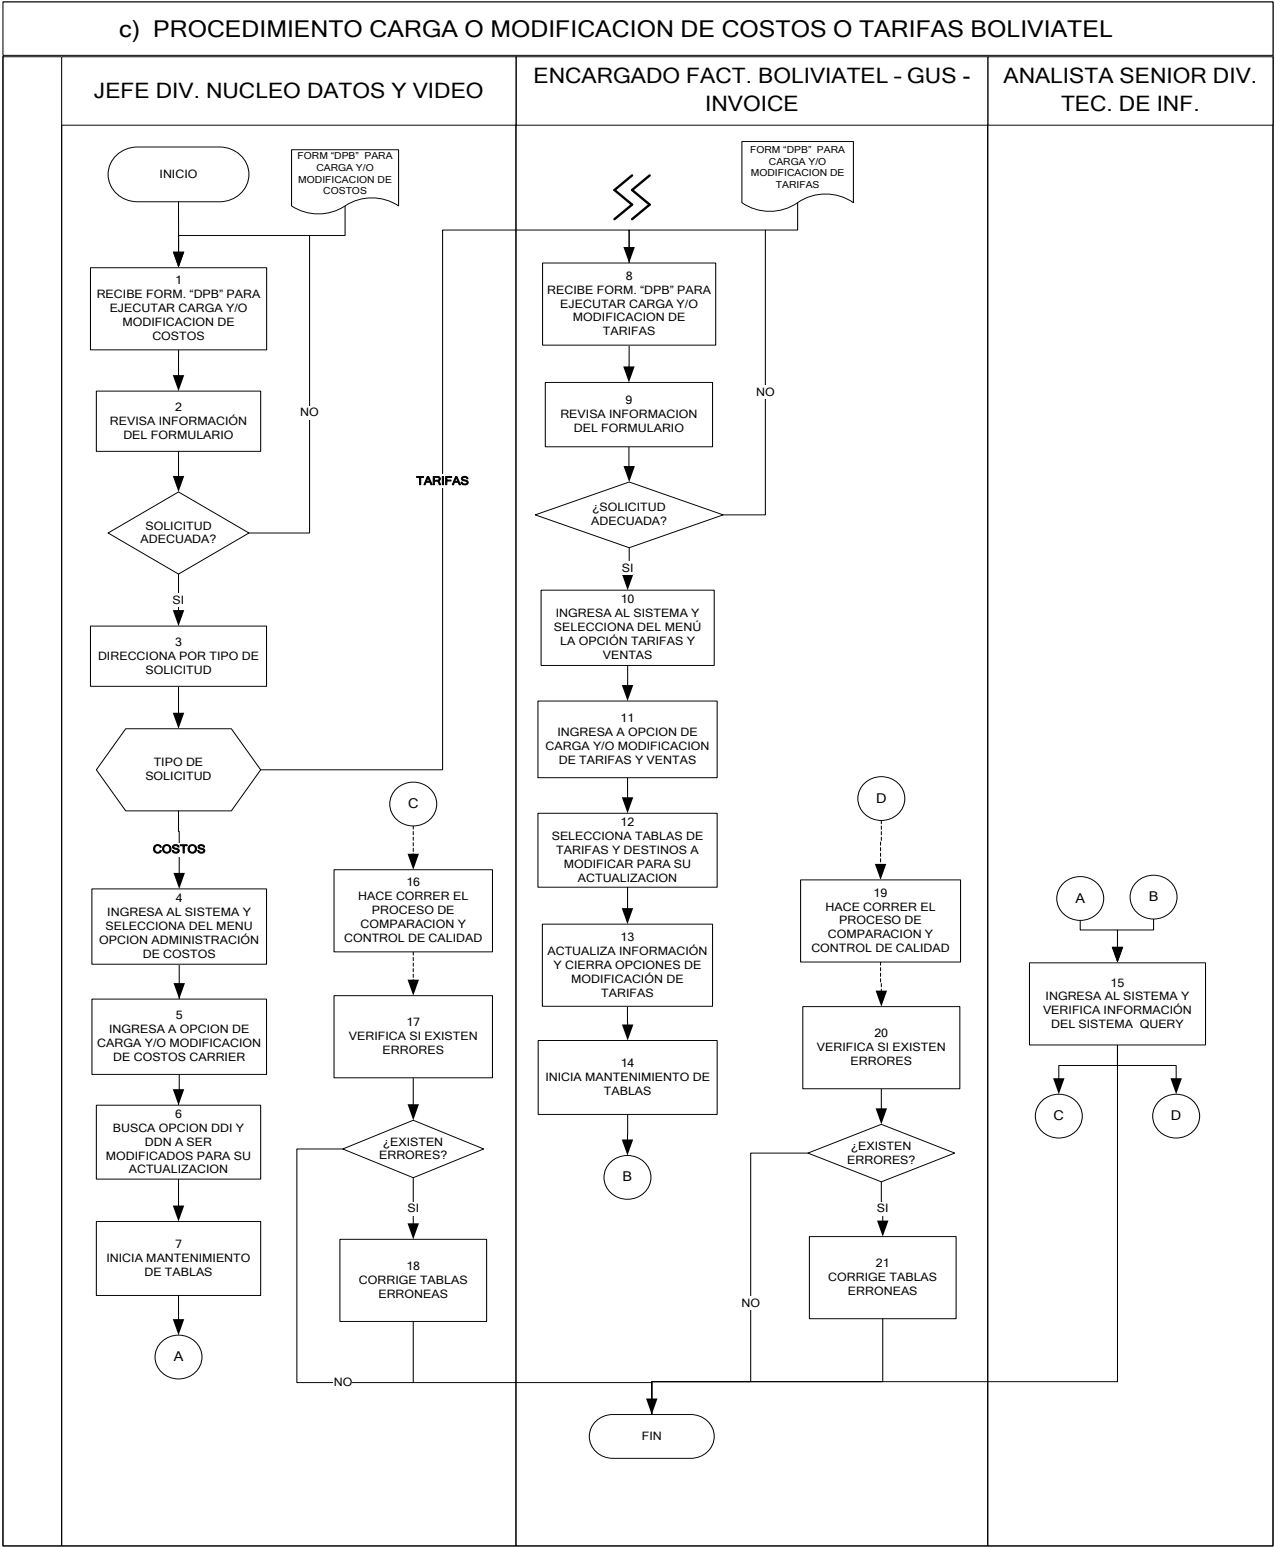 c) PROCEDIMIENTO CARGA O MODIFICACION DE COSTOS O TARIFAS BOLIVIATEL
JEFE DIV. NUCLEO DATOS Y VIDEO
ENCARGADO FACT. BOLIVIATEL - GUS -
INVOICE
ANALISTA SENIOR DIV.
TEC. DE INF.
INICIO
FORM "DPB" PARA
CARGA Y/O
MODIFICACION DE
COSTOS
1
RECIBE FORM. "DPB" PARA
EJECUTAR CARGA Y/O
MODIFICACION DE
COSTOS
2
REVISA INFORMACIÓN
DEL FORMULARIO
NO
SOLICITUD
ADECUADA?
SI
3
DIRECCIONA POR TIPO DE
SOLICITUD
TIPO DE
SOLICITUD
TARIFAS
COSTOS
4
INGRESA AL SISTEMA Y
SELECCIONA DEL MENU
OPCION ADMINISTRACIÓN
DE COSTOS
5
INGRESA A OPCION DE
CARGA Y/O MODIFICACION
DE COSTOS CARRIER
6
BUSCA OPCION DDI Y
DDN A SER
MODIFICADOS PARA SU
ACTUALIZACION
7
INICIA MANTENIMIENTO
DE TABLAS
A
C
16
HACE CORRER EL
PROCESO DE
COMPARACION Y
CONTROL DE CALIDAD
17
VERIFICA SI EXISTEN
ERRORES
¿EXISTEN
ERRORES?
SI
18
CORRIGE TABLAS
ERRONEAS
NO
FORM "DPB" PARA
CARGA Y/O
MODIFICACION DE
TARIFAS
8
RECIBE FORM. "DPB" PARA
EJECUTAR CARGA Y/O
MODIFICACION DE
TARIFAS
9
REVISA INFORMACION
DEL FORMULARIO
NO
¿SOLICITUD
ADECUADA?
SI
10
INGRESA AL SISTEMA Y
SELECCIONA DEL MENÚ
LA OPCIÓN TARIFAS Y
VENTAS
11
INGRESA A OPCION DE
CARGA Y/O MODIFICACION
DE TARIFAS Y VENTAS
12
SELECCIONA TABLAS DE
TARIFAS Y DESTINOS A
MODIFICAR PARA SU
ACTUALIZACION
13
ACTUALIZA INFORMACIÓN
Y CIERRA OPCIONES DE
MODIFICACIÓN DE
TARIFAS
14
INICIA MANTENIMIENTO DE
TABLAS
B
D
19
HACE CORRER EL
PROCESO DE
COMPARACION Y
CONTROL DE CALIDAD
20
VERIFICA SI EXISTEN
ERRORES
¿EXISTEN
ERRORES?
SI
21
CORRIGE TABLAS
ERRONEAS
NO
FIN
A
B
15
INGRESA AL SISTEMA Y
VERIFICA INFORMACIÓN
DEL SISTEMA QUERY
C
D